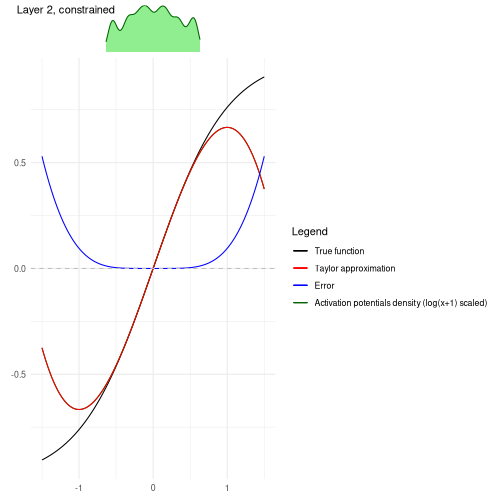 Layer 2, constrained
0.5
0.0
-0.5
-1
0
1
Legend
True function
Taylor approximation
Error
Activation potentials density (log(x+1) scaled)